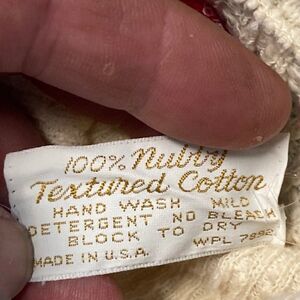 100% Nubby
Textured Cotton
HAND WASH MILD
DETERGENT NO BLEACH
BLOCK TO DRY
MADE IN U.S.A. WPL 7892